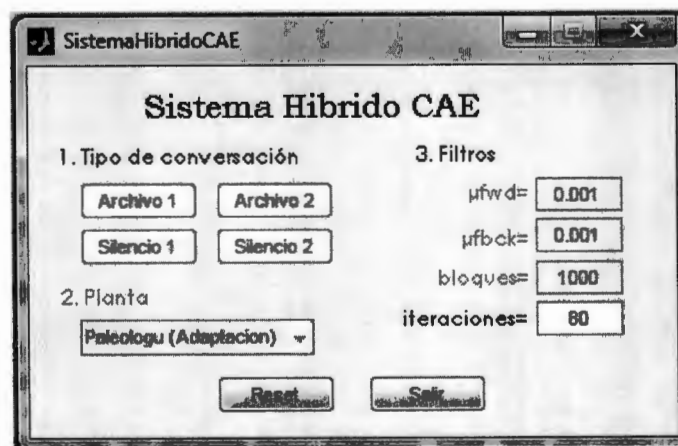 SistemaHibridoCAE
Sistema Hibrido CAE
1. Tipo de conversación
Archivo 1
Archivo 2
Silencio 1
Silencio 2
2. Planta
Paleologu (Adaptacion)
3. Filtros
µfwd= 0.001
µfbck= 0.001
bloques= 1000
iteraciones= 80
Reset
Salir